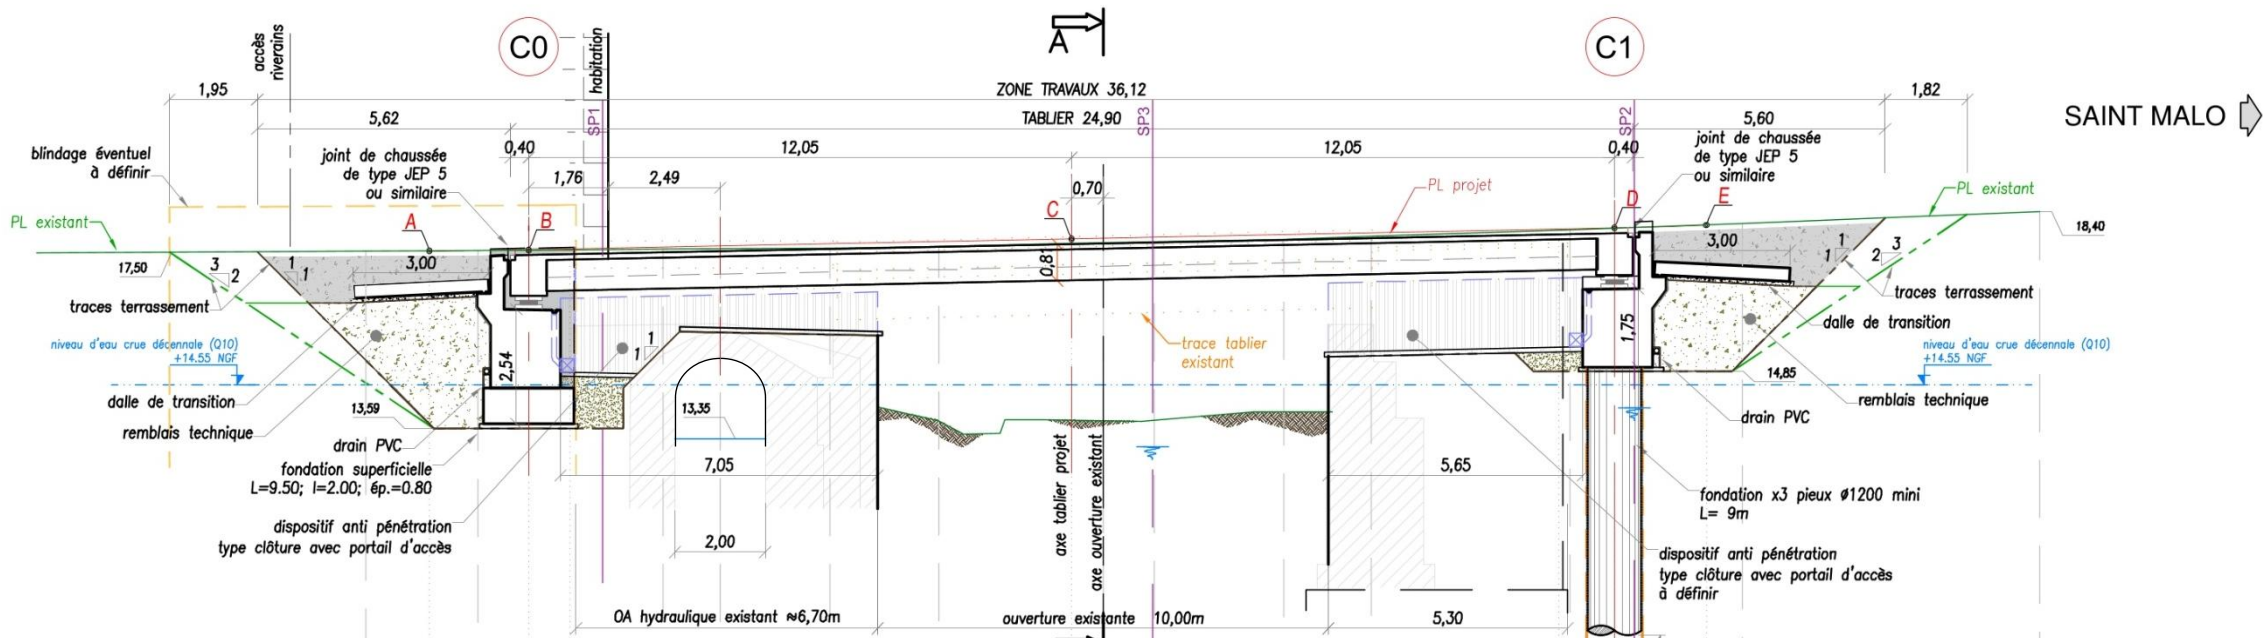 C0
C1
A
accès
riverains
habitation
1,95
ZONE TRAVAUX 36,12
1,82
SAINT MALO
5,62
TABLIER 24,90
5,60
SP1
SP3
SP2
blindage éventuel
à définir
joint de chaussée
de type JEP 5
ou similaire
0,40
12,05
12,05
0,40
joint de chaussée
de type JEP 5
ou similaire
1,76
2,49
0,70
PL projet
PL existant
PL existant
A
B
C
D
E
18,40
17,50
3
2
1
1
3,00
0,8
3,00
1
1
2
3
traces terrassement
traces terrassement
dalle de transition
niveau d'eau crue décennale (Q10)
+14.55 NGF
2,54
1
1
trace tablier
existant
1,75
niveau d'eau crue décennale (Q10)
+14.55 NGF
14,85
dalle de transition
13,59
13,35
remblais technique
remblais technique
drain PVC
drain PVC
fondation superficielle
L=9.50; l=2.00; ép.=0.80
7,05
5,65
axe tablier projet
axe ouverture existant
fondation x3 pieux Ø1200 mini
L= 9m
dispositif anti pénétration
type clôture avec portail d'accès
2,00
dispositif anti pénétration
type clôture avec portail d'accès
à définir
OA hydraulique existant ≈6,70m
ouverture existante 10,00m
5,30